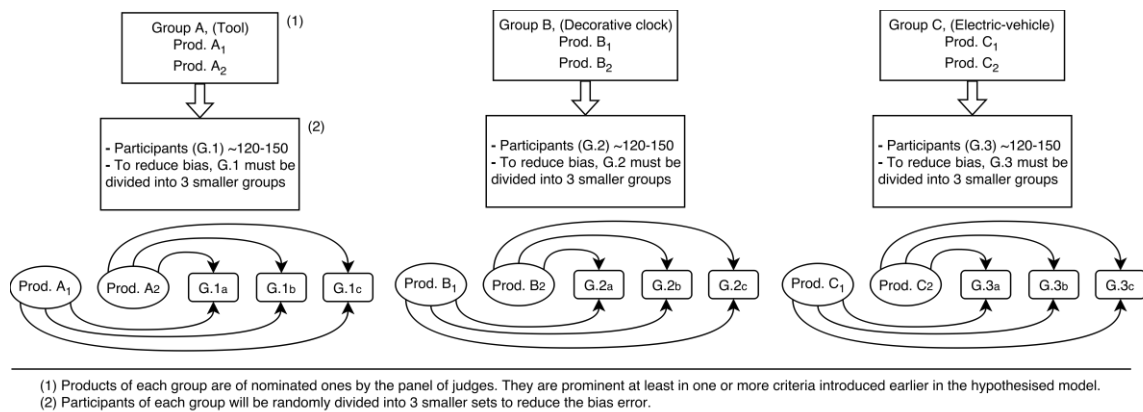 Group A, (Tool)
Prod. A1
Prod. A2
(1)
- Participants (G.1) ~120-150
- To reduce bias, G.1 must be
divided into 3 smaller groups
(2)
Prod. A1
Prod. A2
G.1a
G.1b
G.1c
Group B, (Decorative clock)
Prod. B1
Prod. B2
- Participants (G.2) ~120-150
- To reduce bias, G.2 must be
divided into 3 smaller groups
Prod. B1
Prod. B2
G.2a
G.2b
G.2c
Group C, (Electric-vehicle)
Prod. C1
Prod. C2
- Participants (G.3) ~120-150
- To reduce bias, G.3 must be
divided into 3 smaller groups
Prod. C1
Prod. C2
G.3a
G.3b
G.3c
(1) Products of each group are of nominated ones by the panel of judges. They are prominent at least in one or more criteria introduced earlier in the hypothesised model.
(2) Participants of each group will be randomly divided into 3 smaller sets to reduce the bias error.